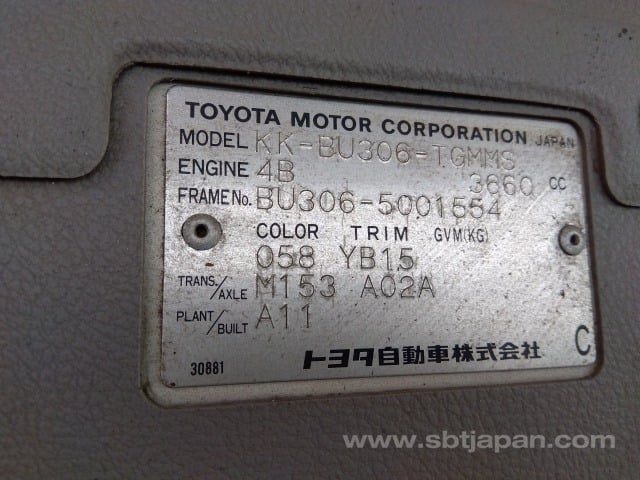 TOYOTA MOTOR CORPORATION JAPAN
MODEL KK-BU306-TGMMS
ENGINE 4B 3660 CC
FRAME No. BU306-5001554
COLOR TRIM GVM(KG)
058 YB15
TRANS./AXLE M153 A02A
PLANT/BUILT A11
30881 トヨタ自動車株式会社 C
www.sbtjapan.com